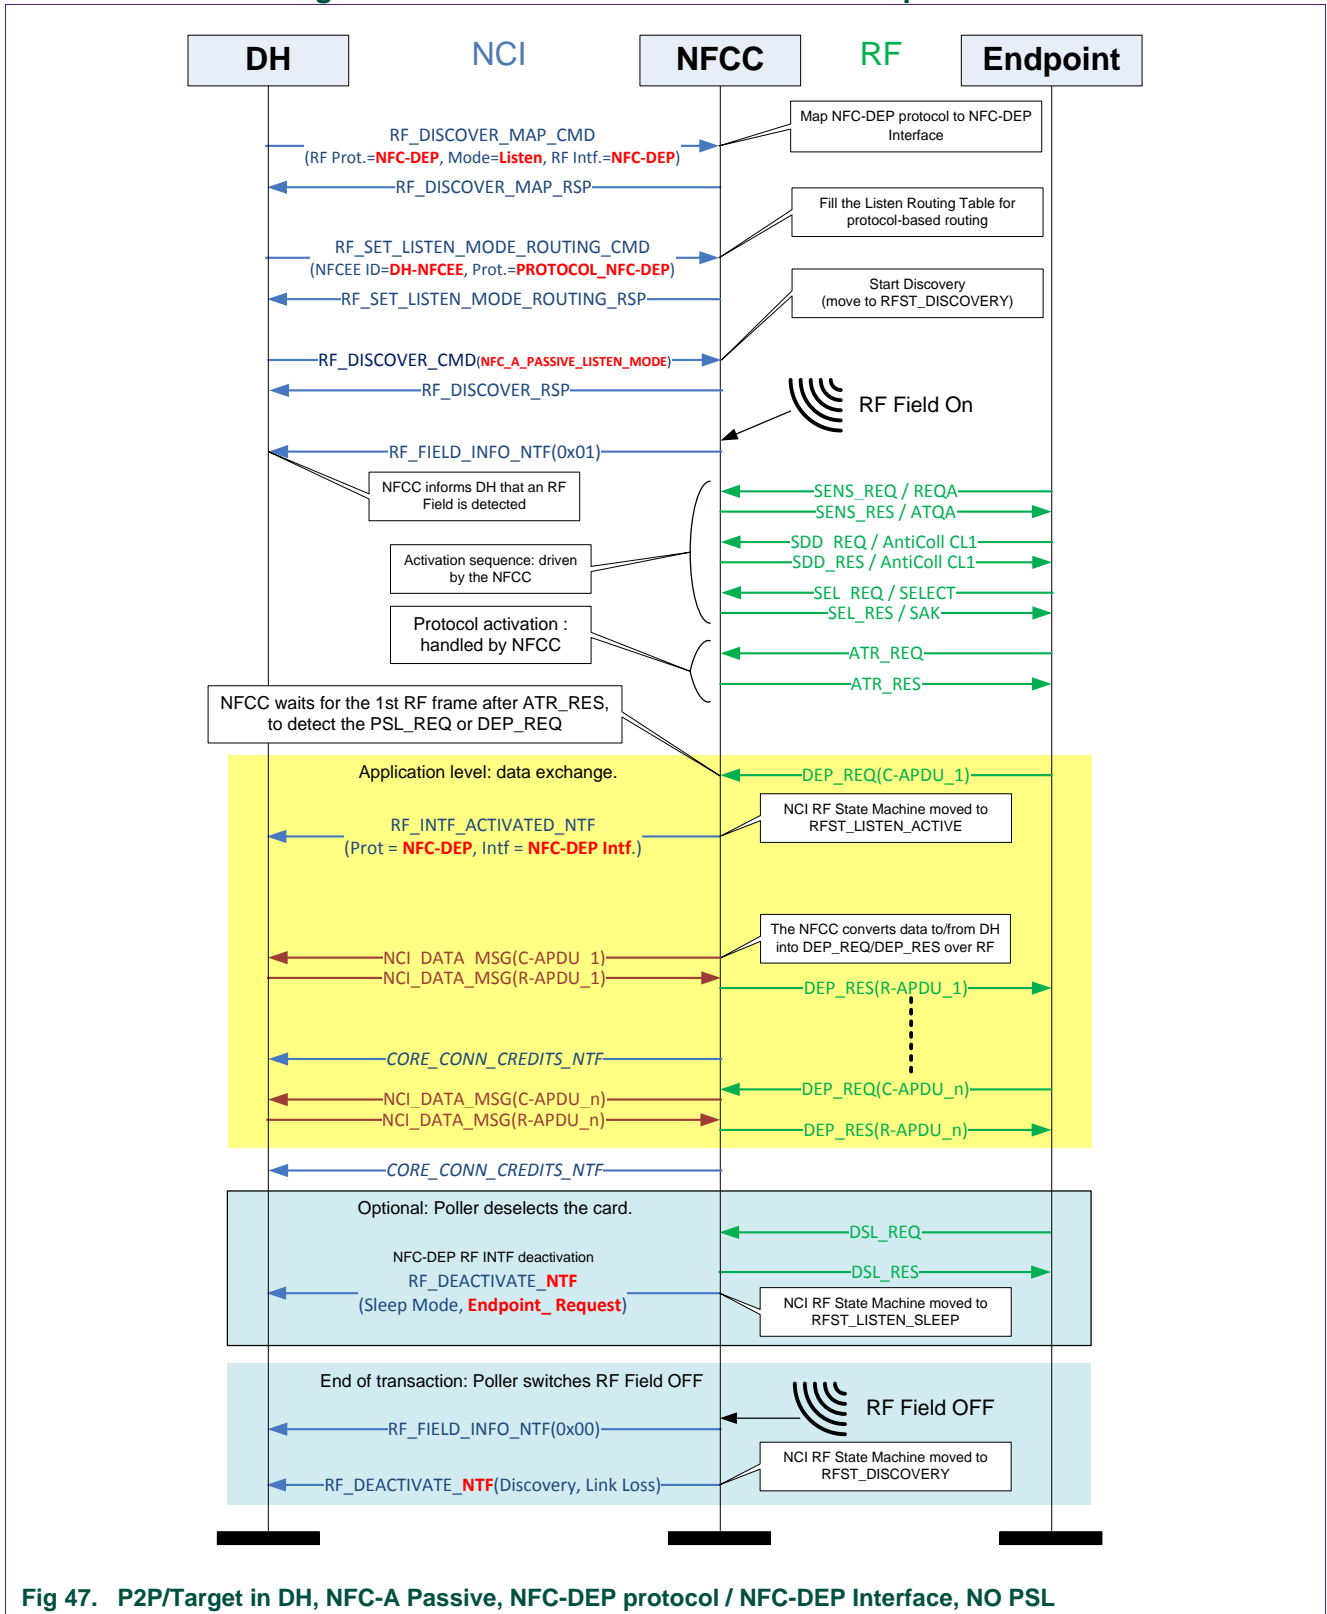 DH
NCI
NFCC
RF
Endpoint
Map NFC-DEP protocol to NFC-DEP
Interface
RF_DISCOVER_MAP_CMD
(RF Prot.=NFC-DEP, Mode=Listen, RF Intf.=NFC-DEP)
RF_DISCOVER_MAP_RSP
Fill the Listen Routing Table for
protocol-based routing
RF_SET_LISTEN_MODE_ROUTING_CMD
(NFCEE ID=DH-NFCEE, Prot.=PROTOCOL_NFC-DEP)
RF_SET_LISTEN_MODE_ROUTING_RSP
Start Discovery
(move to RFST_DISCOVERY)
RF_DISCOVER_CMD(NFC_A_PASSIVE_LISTEN_MODE)
RF_DISCOVER_RSP
RF Field On
RF_FIELD_INFO_NTF(0x01)
NFCC informs DH that an RF
Field is detected
SENS_REQ / REQA
SENS_RES / ATQA
SDD_REQ / AntiColl CL1
SDD_RES / AntiColl CL1
Activation sequence: driven
by the NFCC
SEL_REQ / SELECT
SEL_RES / SAK
Protocol activation :
handled by NFCC
ATR_REQ
ATR_RES
NFCC waits for the 1st RF frame after ATR_RES,
to detect the PSL_REQ or DEP_REQ
Application level: data exchange.
DEP_REQ(C-APDU_1)
NCI RF State Machine moved to
RFST_LISTEN_ACTIVE
RF_INTF_ACTIVATED_NTF
(Prot = NFC-DEP, Intf = NFC-DEP Intf.)
The NFCC converts data to/from DH
into DEP_REQ/DEP_RES over RF
NCI_DATA_MSG(C-APDU_1)
NCI_DATA_MSG(R-APDU_1)
DEP_RES(R-APDU_1)
CORE_CONN_CREDITS_NTF
DEP_REQ(C-APDU_n)
NCI_DATA_MSG(C-APDU_n)
NCI_DATA_MSG(R-APDU_n)
DEP_RES(R-APDU_n)
CORE_CONN_CREDITS_NTF
Optional: Poller deselects the card.
DSL_REQ
NFC-DEP RF INTF deactivation
DSL_RES
RF_DEACTIVATE_NTF
(Sleep Mode, Endpoint_ Request)
NCI RF State Machine moved to
RFST_LISTEN_SLEEP
End of transaction: Poller switches RF Field OFF
RF Field OFF
RF_FIELD_INFO_NTF(0x00)
NCI RF State Machine moved to
RFST_DISCOVERY
RF_DEACTIVATE_NTF(Discovery, Link Loss)
Fig 47. P2P/Target in DH, NFC-A Passive, NFC-DEP protocol / NFC-DEP Interface, NO PSL